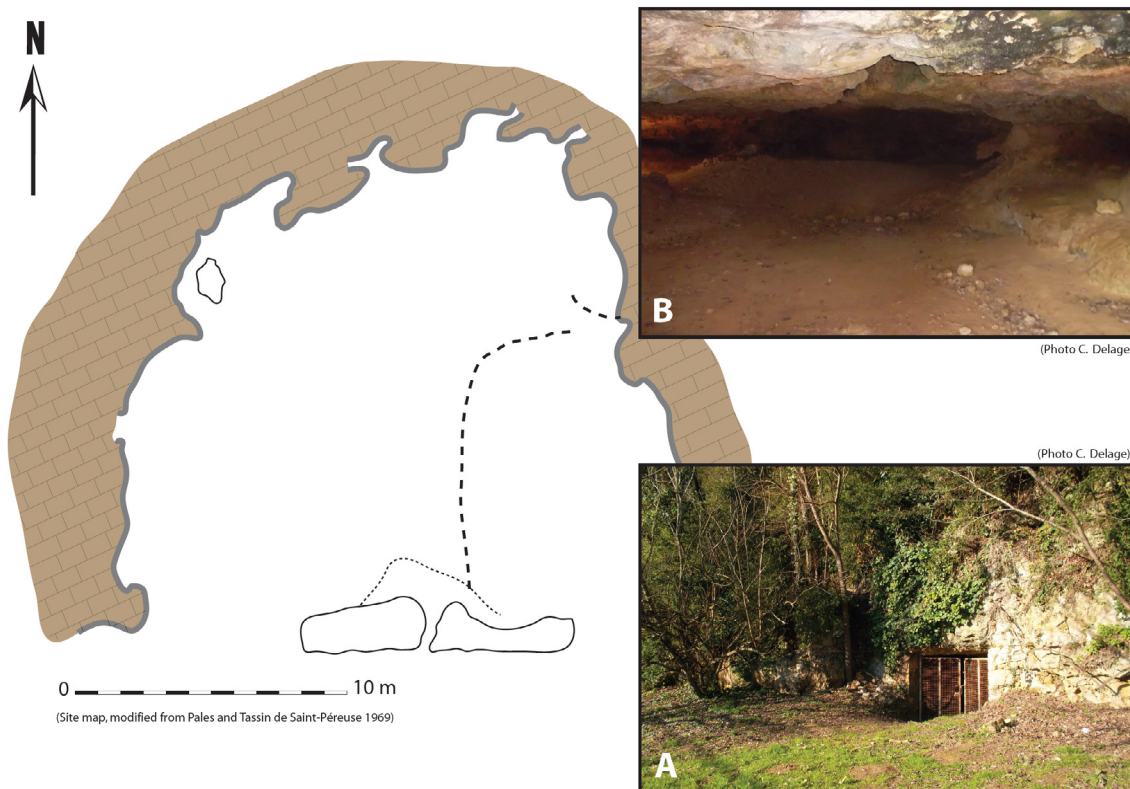 N
B
(Photo C. Delage)
(Photo C. Delage)
0 10 m
(Site map, modified from Pales and Tassin de Saint-Péreuse 1969)
A